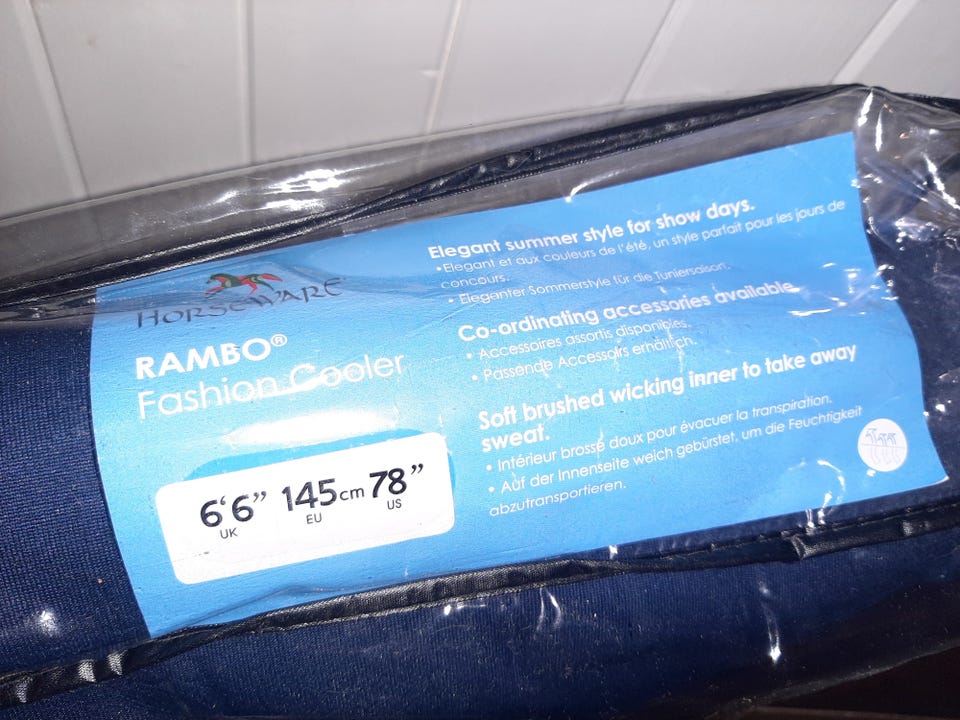 HORSEWARE
RAMBO®
Fashion Cooler
6'6” 145cm 78”
UK EU US
Elegant summer style for show days.
• Elegant et aux couleurs de l'été, un style parfait pour les jours de
concours.
• Eleganter Sommerstyle für die Tuniersaison.
Co-ordinating accessories available.
• Accessoires assortis disponibles.
• Passende Accessoirs erhältlich.
Soft brushed wicking inner to take away
sweat.
• Intérieur brossé doux pour évacuer la transpiration.
• Auf der Innenseite weich gebürstet, um die Feuchtigkeit
abzutransportieren.